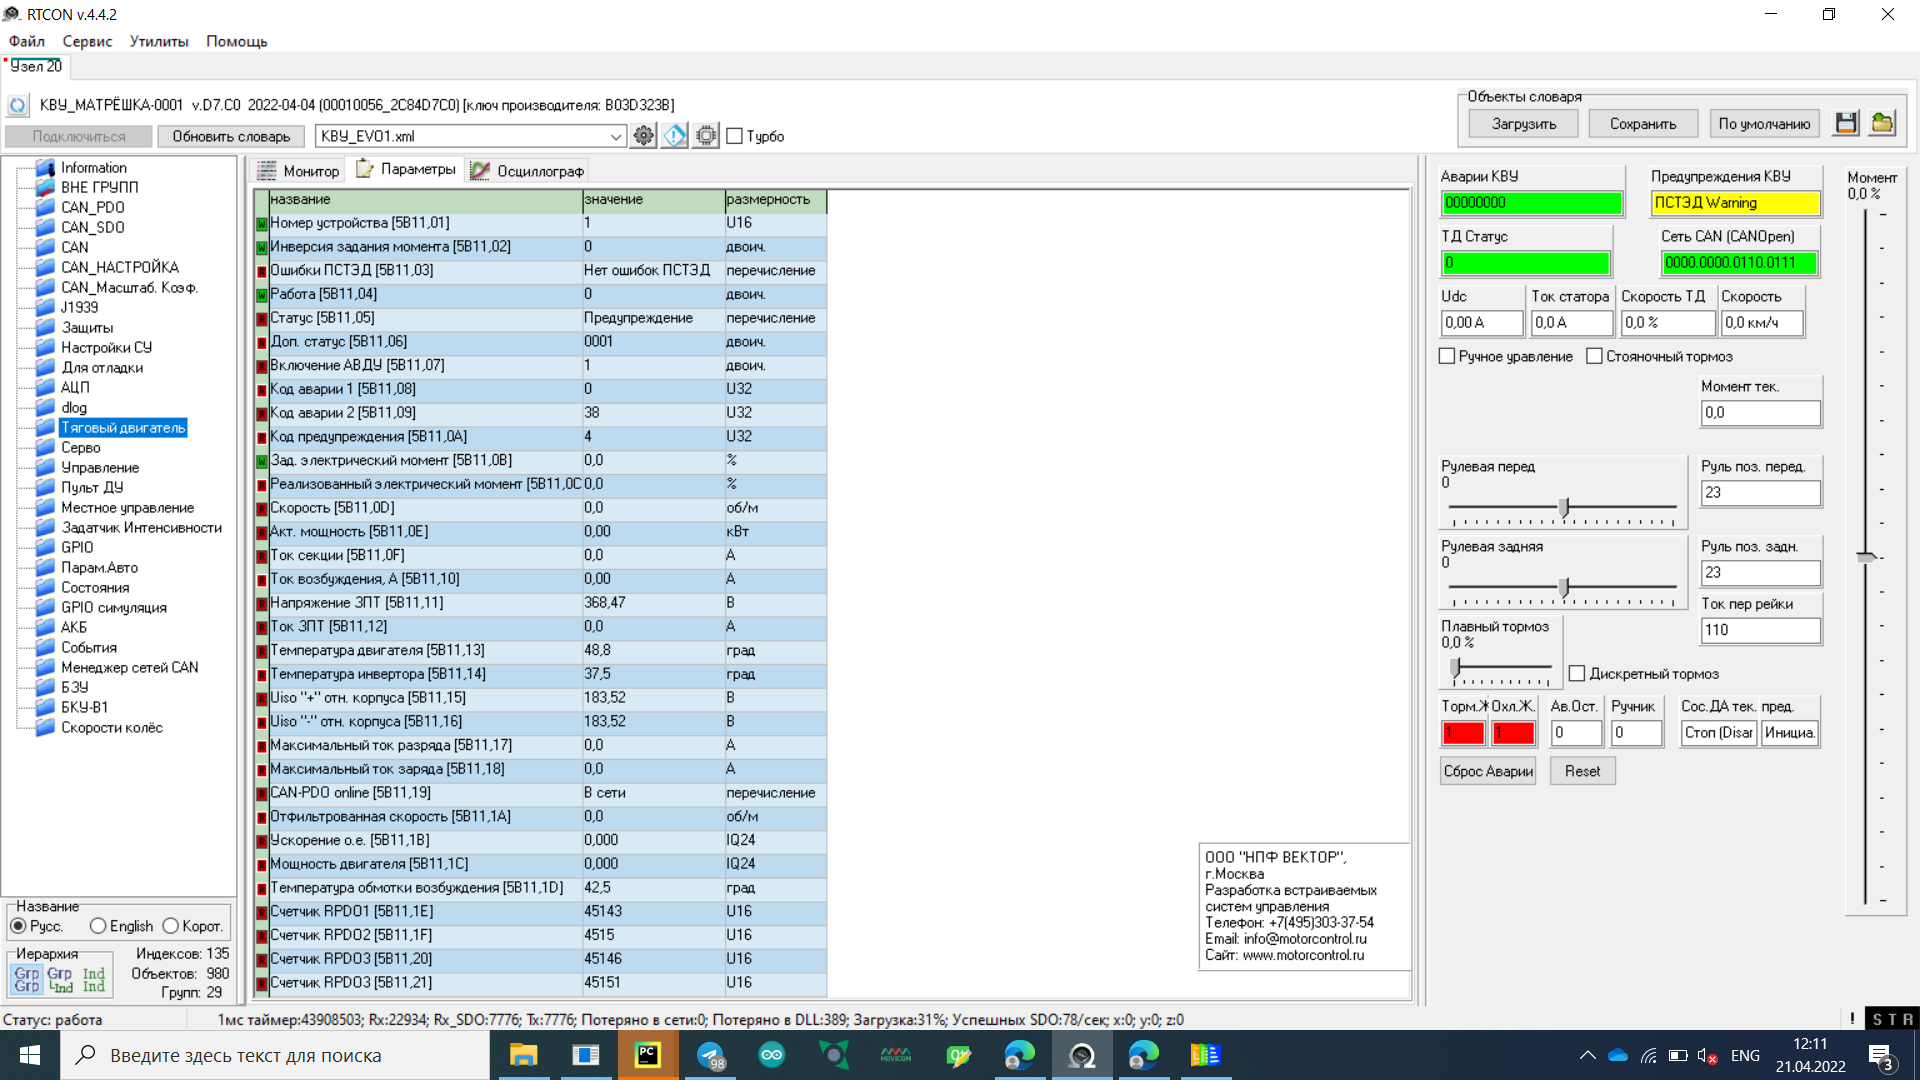 RTCON v.4.4.2
Файл Сервис Утилиты Помощь
Узел 20
КВУ_МАТРЁШКА-0001 v.D7.C0 2022-04-04 (00010056_2C84D7C0) [ключ производителя: B03D323B]
Подключиться Обновить словарь КВУ_EVO1.xml Турбо
Объекты словаря
Загрузить Сохранить По умолчанию
Information
ВНЕ ГРУПП
CAN_PDO
CAN_SDO
CAN
CAN_НАСТРОЙКА
CAN_Масштаб. Коэф.
J1939
Защиты
Настройки СУ
Для отладки
АЦП
dlog
Тяговый двигатель
Серво
Управление
Пульт ДУ
Местное управление
Задатчик Интенсивности
GPIO
Парам.Авто
Состояния
GPIO симуляция
АКБ
События
Менеджер сетей CAN
БЗУ
БКУ-В1
Скорости колёс
Название
Русс. English Корот.
Иерархия
Grp Grp Ind
Grp Ind Ind
Индексов: 135
Объектов: 980
Групп: 29
Монитор Параметры Осциллограф
название значение размерность
W Номер устройства [5B11,01] 1 U16
W Инверсия задания момента [5B11,02] 0 двоич.
R Ошибки ПСТЭД [5B11,03] Нет ошибок ПСТЭД перечисление
W Работа [5B11,04] 0 двоич.
R Статус [5B11,05] Предупреждение перечисление
R Доп. статус [5B11,06] 0001 двоич.
R Включение АВДУ [5B11,07] 1 двоич.
R Код аварии 1 [5B11,08] 0 U32
R Код аварии 2 [5B11,09] 38 U32
R Код предупреждения [5B11,0A] 4 U32
W Зад. электрический момент [5B11,0B] 0,0 %
R Реализованный электрический момент [5B11,0C 0,0 %
R Скорость [5B11,0D] 0,0 об/м
R Акт. мощность [5B11,0E] 0,00 кВт
R Ток секции [5B11,0F] 0,0 А
R Ток возбуждения, А [5B11,10] 0,00 А
R Напряжение ЗПТ [5B11,11] 368,47 В
R Ток ЗПТ [5B11,12] 0,0 А
R Температура двигателя [5B11,13] 48,8 град
R Температура инвертора [5B11,14] 37,5 град
R Uiso "+" отн. корпуса [5B11,15] 183,52 В
R Uiso "-" отн. корпуса [5B11,16] 183,52 В
R Максимальный ток разряда [5B11,17] 0,0 А
R Максимальный ток заряда [5B11,18] 0,0 А
R CAN-PDO online [5B11,19] В сети перечисление
R Отфильтрованная скорость [5B11,1A] 0,0 об/м
R Ускорение о.е. [5B11,1B] 0,000 IQ24
R Мощность двигателя [5B11,1C] 0,000 IQ24
R Температура обмотки возбуждения [5B11,1D] 42,5 град
R Счетчик RPDO1 [5B11,1E] 45143 U16
R Счетчик RPDO2 [5B11,1F] 4515 U16
R Счетчик RPDO3 [5B11,20] 45146 U16
R Счетчик RPDO3 [5B11,21] 45151 U16
ООО "НПФ ВЕКТОР",
г.Москва
Разработка встраиваемых
систем управления
Телефон: +7(495)303-37-54
Email: info@motorcontrol.ru
Сайт: www.motorcontrol.ru
Аварии КВУ Предупреждения КВУ
00000000 ПСТЭД Warning
ТД Статус Сеть CAN (CANOpen)
0 0000.0000.0110.0111
Udc Ток статора Скорость ТД Скорость
0,00 А 0,0 А 0,0 % 0,0 км/ч
Ручное уравление Стояночный тормоз
Момент тек.
0,0
Рулевая перед Руль поз. перед.
0
23
Рулевая задняя Руль поз. задн.
0
23
Ток пер рейки
110
Плавный тормоз
0,0 %
Дискретный тормоз
Торм.Ж Охл.Ж. Ав.Ост. Ручник Сос.ДА тек. пред.
1 1 0 0 Стоп (Disar Инициа.
Сброс Аварии Reset
Момент
0,0 %
Статус: работа 1мс таймер:43908503; Rx:22934; Rx_SDO:7776; Tx:7776; Потеряно в сети:0; Потеряно в DLL:389; Загрузка:31%; Успешных SDO:78/сек; x:0; y:0; z:0 ! S T R
Введите здесь текст для поиска
PC
98
MOVICOM
ENG
12:11
21.04.2022
3